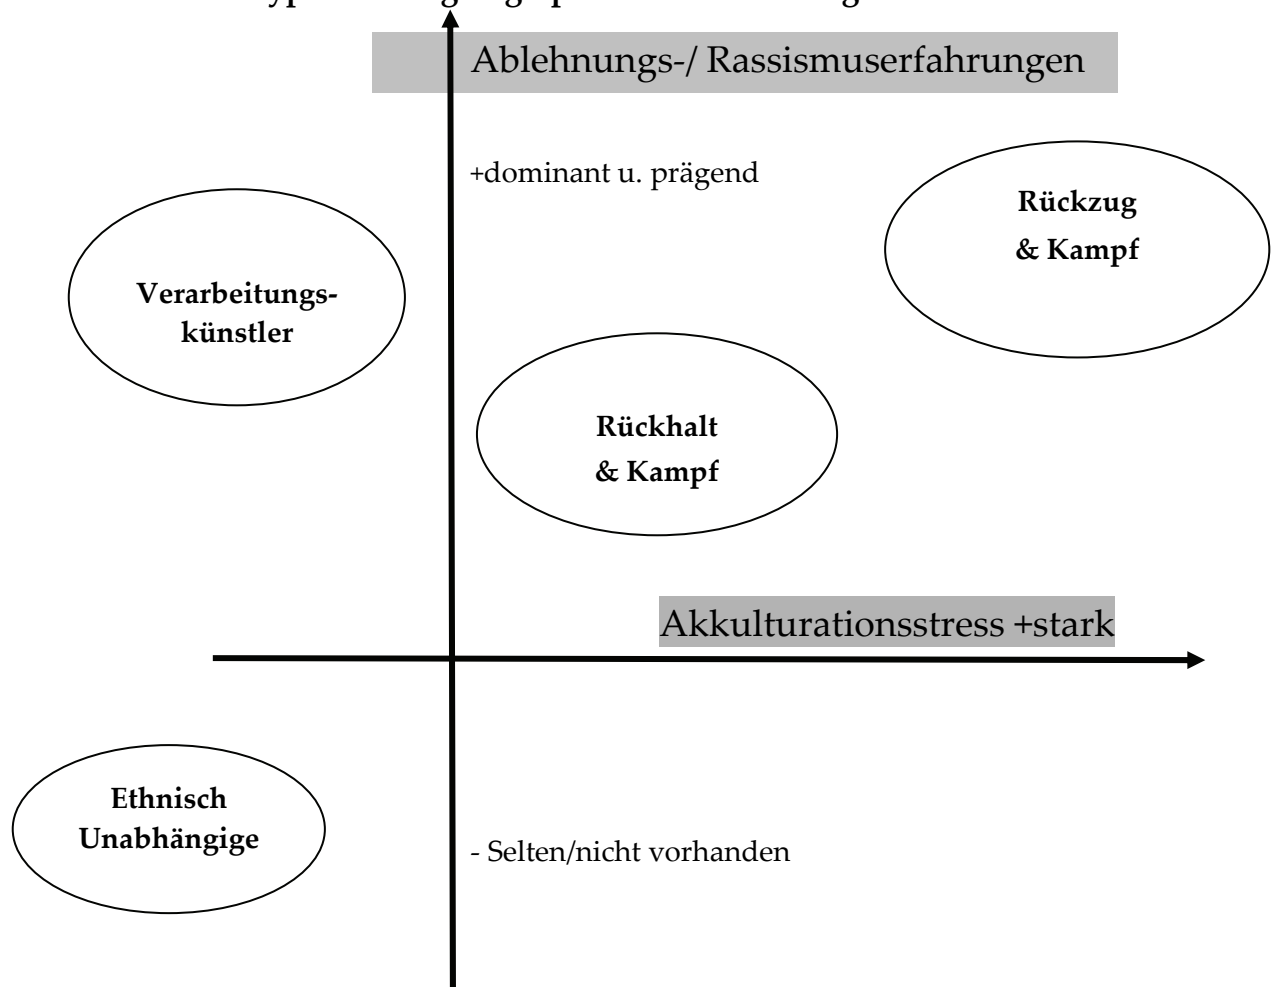 Ablehnungs-/ Rassismuserfahrungen
+dominant u. prägend
Rückzug
& Kampf
Verarbeitungs-
künstler
Rückhalt
& Kampf
Akkulturationsstress +stark
Ethnisch
Unabhängige
- Selten/nicht vorhanden